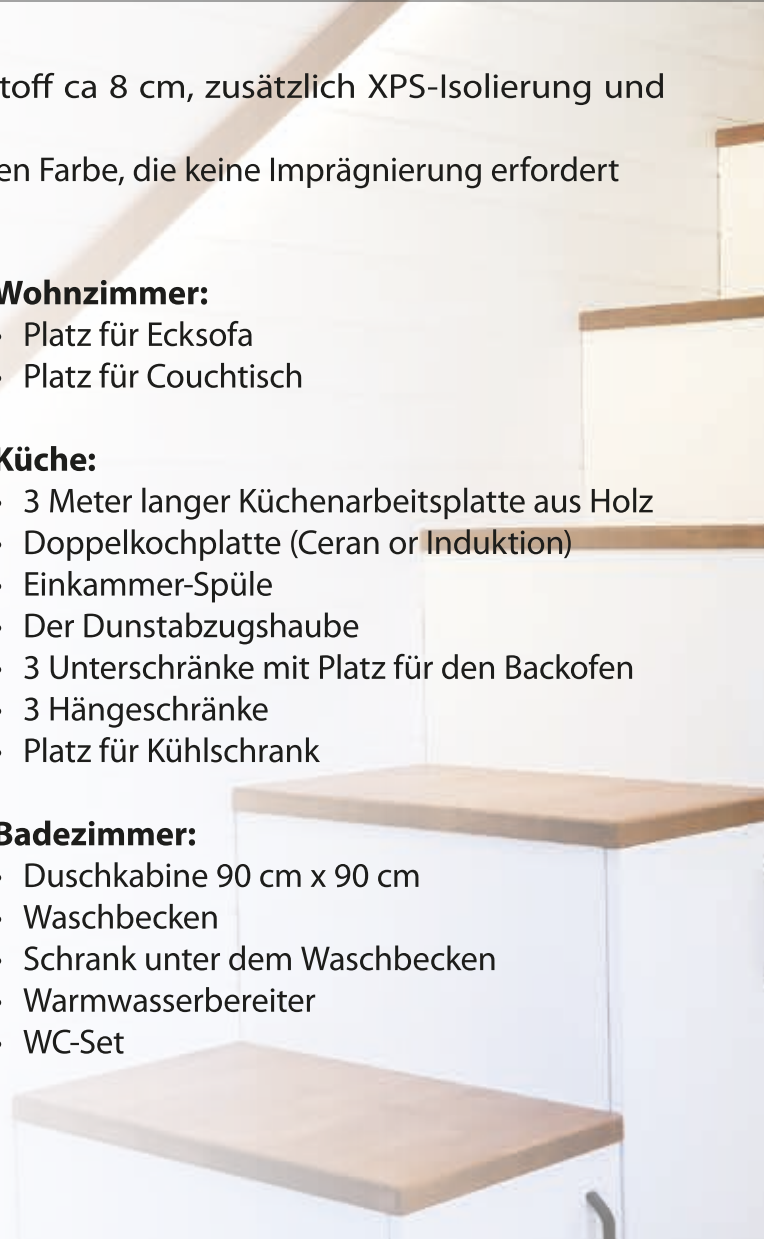 toff ca 8 cm, zusätzlich XPS-Isolierung und
en Farbe, die keine Imprägnierung erfordert
Wohnzimmer:
• Platz für Ecksofa
• Platz für Couchtisch
Küche:
• 3 Meter langer Küchenarbeitsplatte aus Holz
• Doppelkochplatte (Ceran or Induktion)
• Einkammer-Spüle
• Der Dunstabzugshaube
• 3 Unterschränke mit Platz für den Backofen
• 3 Hängeschränke
• Platz für Kühlschrank
Badezimmer:
• Duschkabine 90 cm x 90 cm
• Waschbecken
• Schrank unter dem Waschbecken
• Warmwasserbereiter
• WC-Set